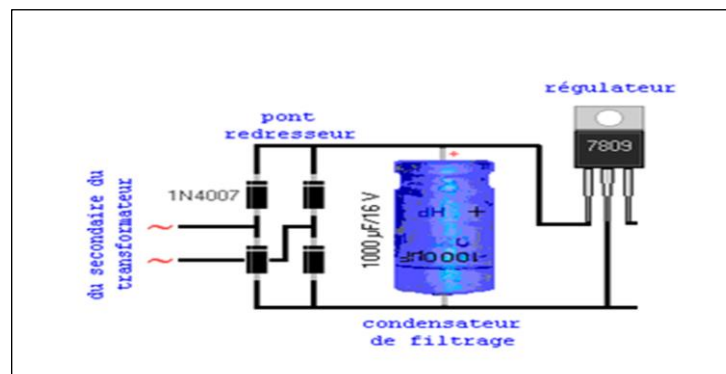 régulateur
pont
redresseur
7809
1N4007
+
~
~
du secondaire du
transformateur
1000 µF/16 V
+
condensateur
de filtrage